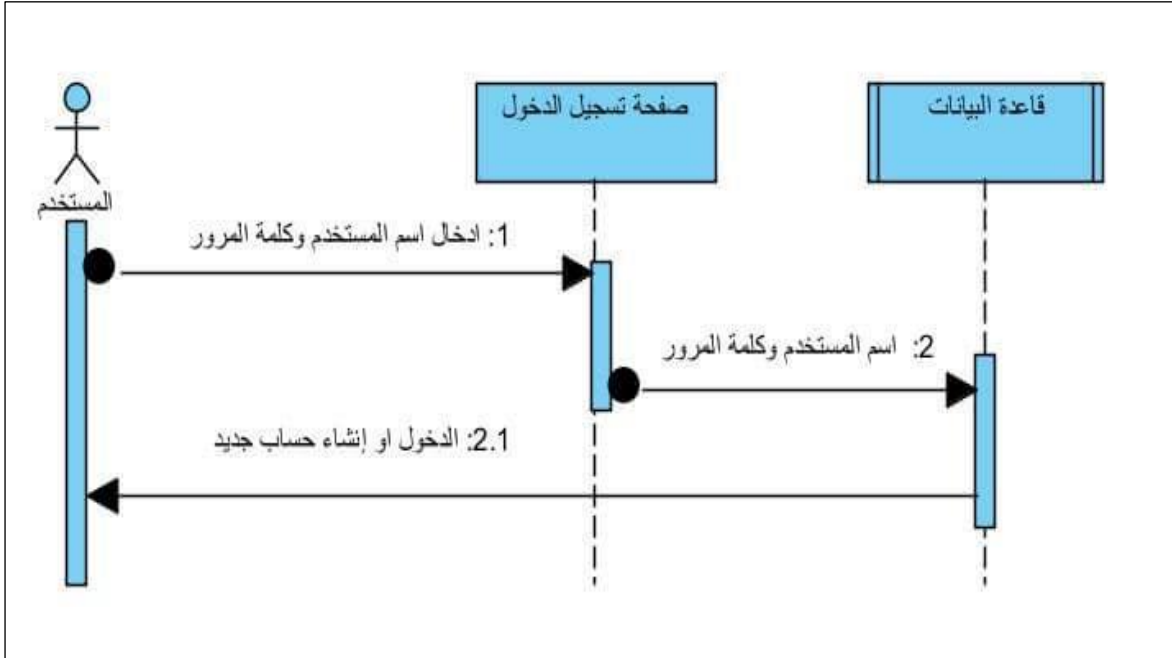 صفحة تسجيل الدخول
قاعدة البيانات
المستخدم
1: ادخال اسم المستخدم وكلمة المرور
2: اسم المستخدم وكلمة المرور
2.1: الدخول او إنشاء حساب جديد